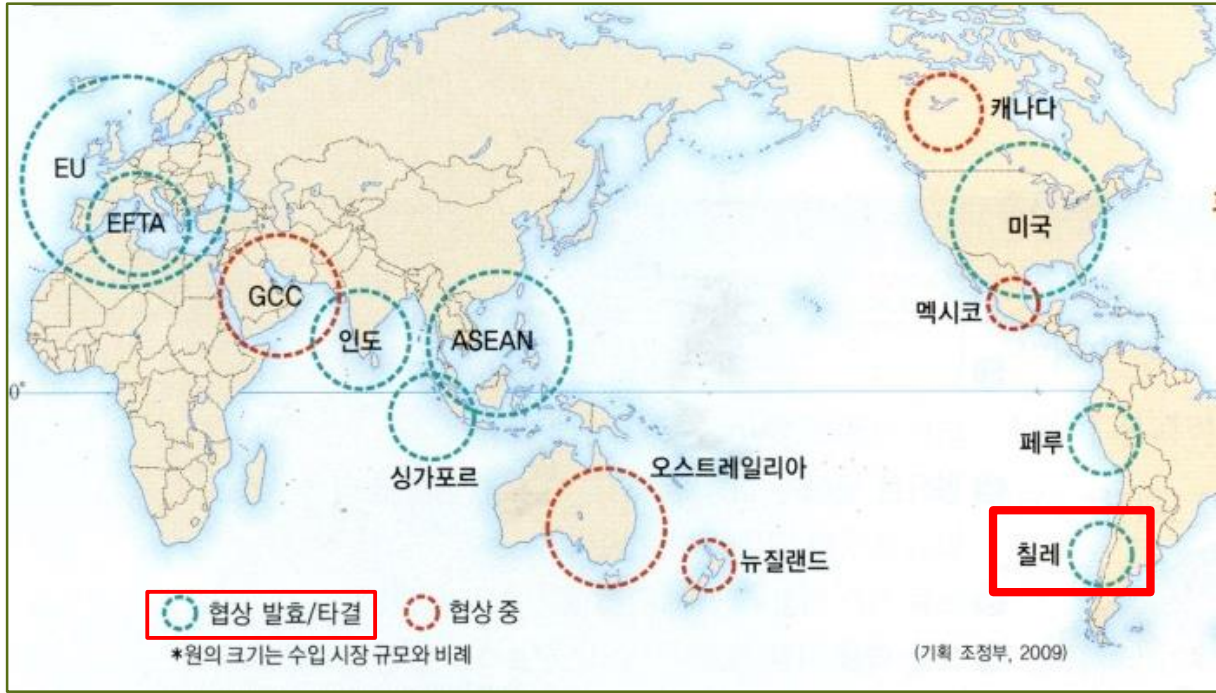 캐나다
EU
미국
EFTA
GCC
멕시코
인도
ASEAN
0°
페루
싱가포르
오스트레일리아
칠레
뉴질랜드
협상 발효/타결
협상 중
*원의 크기는 수입 시장 규모와 비례
(기획 조정부, 2009)